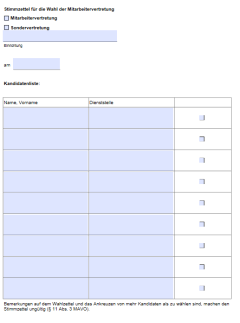 Stimmzettel für die Wahl der Mitarbeitervertretung
Mitarbeitervertretung
Sondervertretung
Einrichtung
am
Kandidatenliste:
Name, Vorname
Dienststelle
Bemerkungen auf dem Wahlzettel und das Ankreuzen von mehr Kandidaten als zu wählen sind, machen den
Stimmzettel ungültig (§ 11 Abs. 3 MAVO).